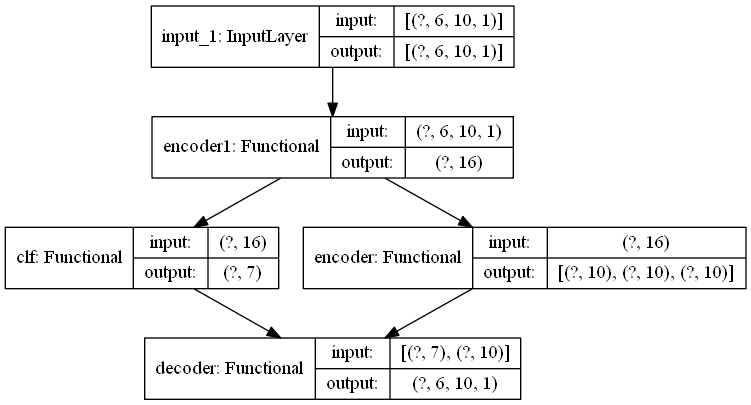 input_1: InputLayer
input: [(?, 6, 10, 1)]
output: [(?, 6, 10, 1)]
encoder1: Functional
input: (?, 6, 10, 1)
output: (?, 16)
clf: Functional
input: (?, 16)
output: (?, 7)
encoder: Functional
input: (?, 16)
output: [(?, 10), (?, 10), (?, 10)]
decoder: Functional
input: [(?, 7), (?, 10)]
output: (?, 6, 10, 1)